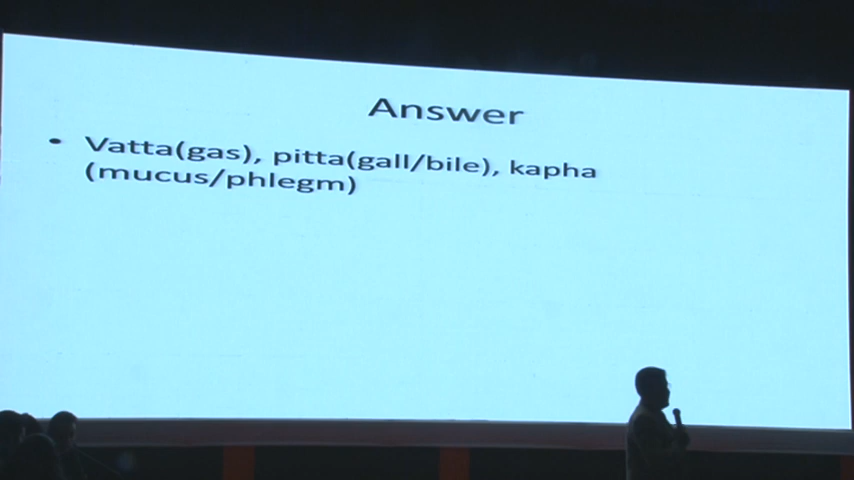 Answer
• Vatta(gas), pitta(gall/bile), kapha
(mucus/phlegm)